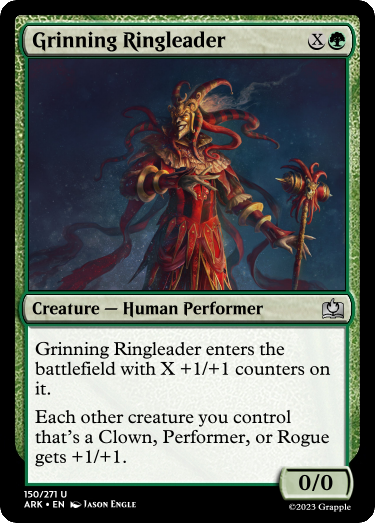 Grinning Ringleader X
Creature — Human Performer
Grinning Ringleader enters the
battlefield with X +1/+1 counters on
it.
Each other creature you control
that's a Clown, Performer, or Rogue
gets +1/+1.
0/0
150/271 U
ARK • EN Jason Engle
©2023 Grapple